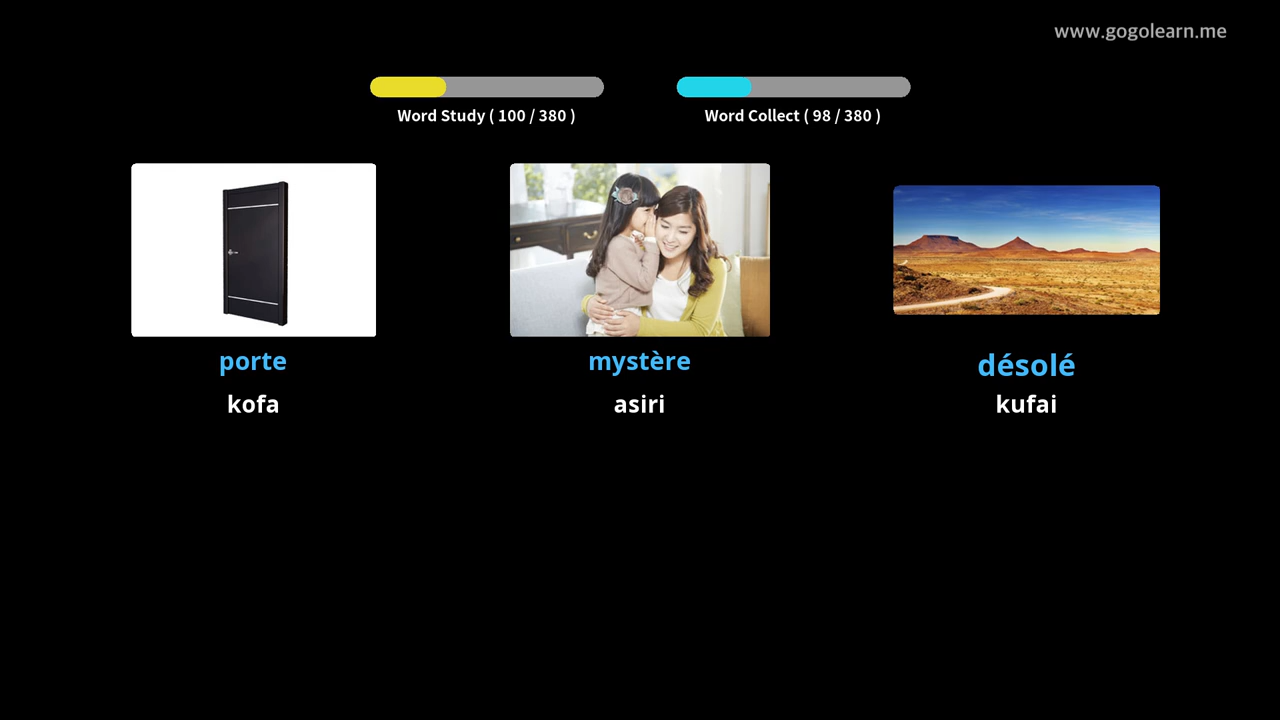 www.gogolearn.me
Word Study ( 100 / 380 )
Word Collect ( 98 / 380 )
porte
kofa
mystère
asiri
désolé
kufai